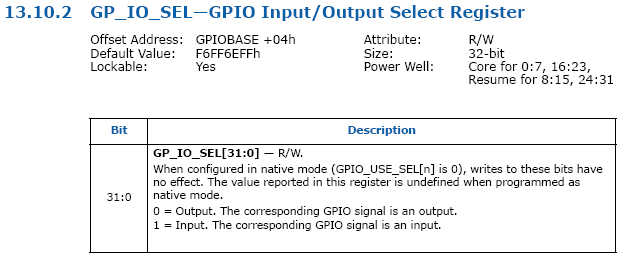 13.10.2 GP_IO_SEL—GPIO Input/Output Select Register
Offset Address: GPIOBASE +04h Attribute: R/W
Default Value: F6FF6EFFh Size: 32-bit
Lockable: Yes Power Well: Core for 0:7, 16:23,
Resume for 8:15, 24:31
Bit Description
GP_IO_SEL[31:0] — R/W.
When configured in native mode (GPIO_USE_SEL[n] is 0), writes to these bits have
no effect. The value reported in this register is undefined when programmed as
native mode.
31:0
0 = Output. The corresponding GPIO signal is an output.
1 = Input. The corresponding GPIO signal is an input.